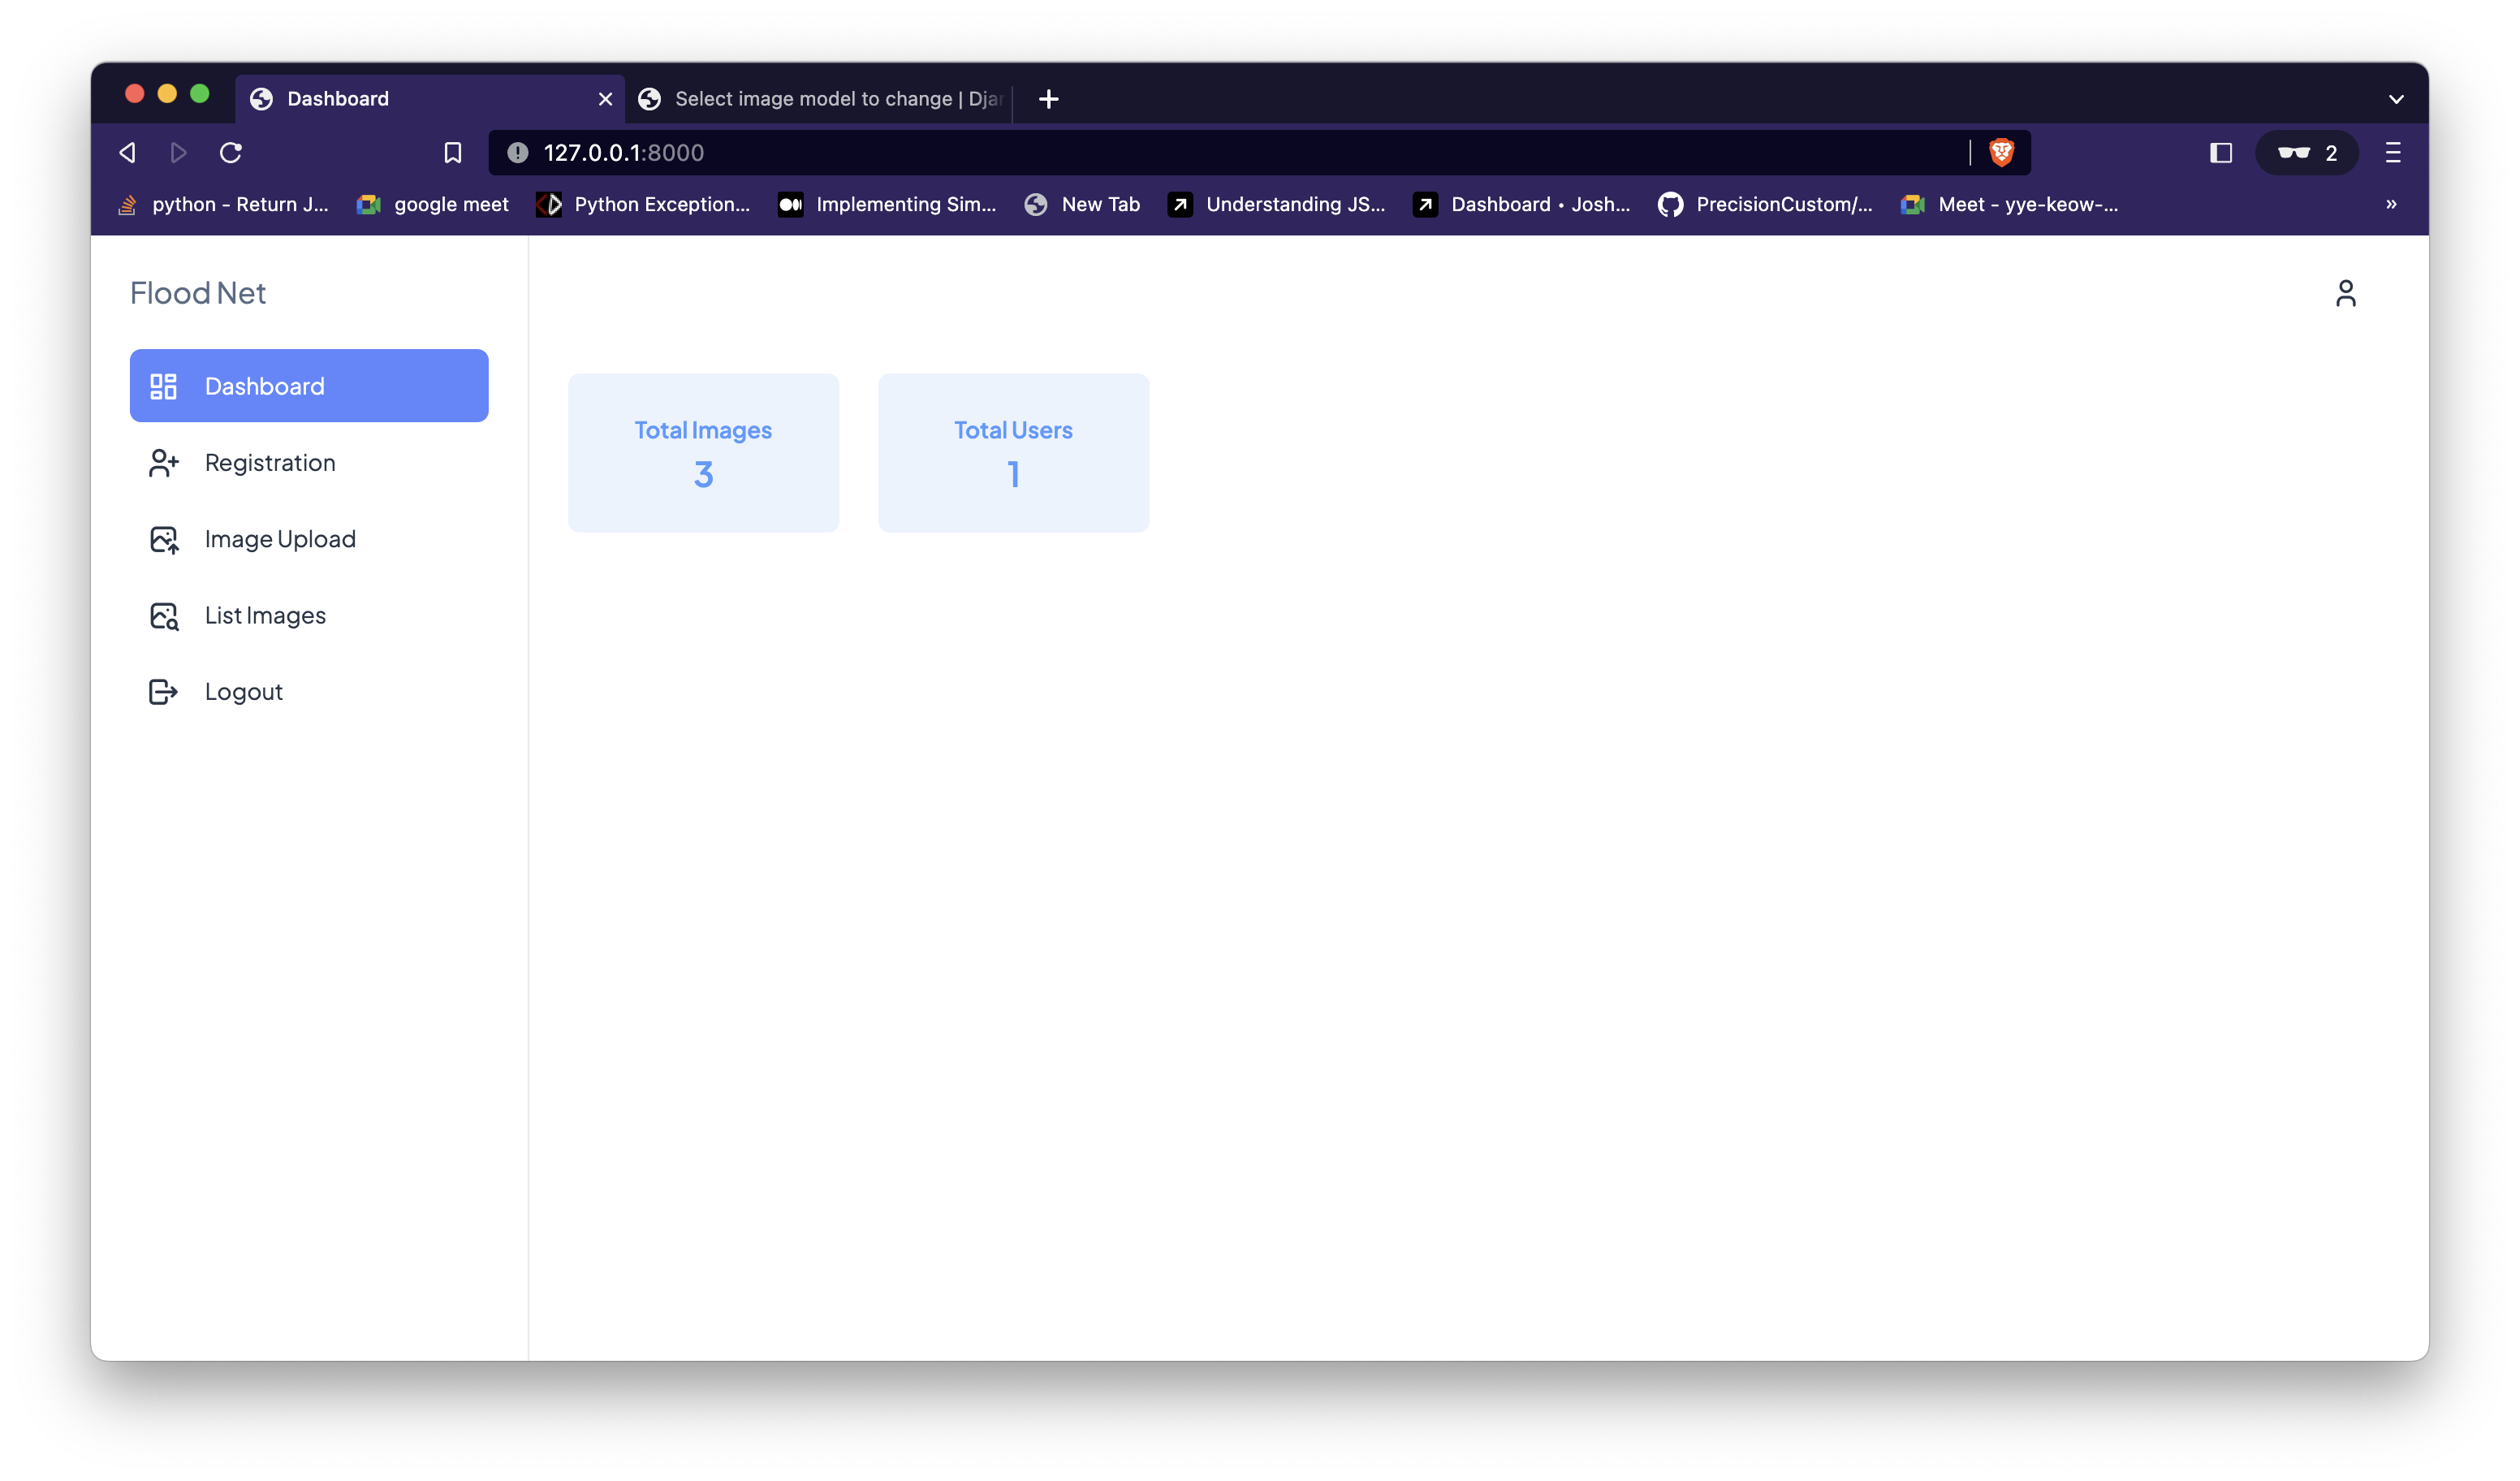 Dashboard
Select image model to change | Djan
127.0.0.1:8000
2
python - Return J...
google meet
Python Exception...
Implementing Sim...
New Tab
Understanding JS...
Dashboard • Josh...
PrecisionCustom/...
Meet - yye-keow-...
»
Flood Net
Dashboard
Registration
Image Upload
List Images
Logout
Total Images
3
Total Users
1